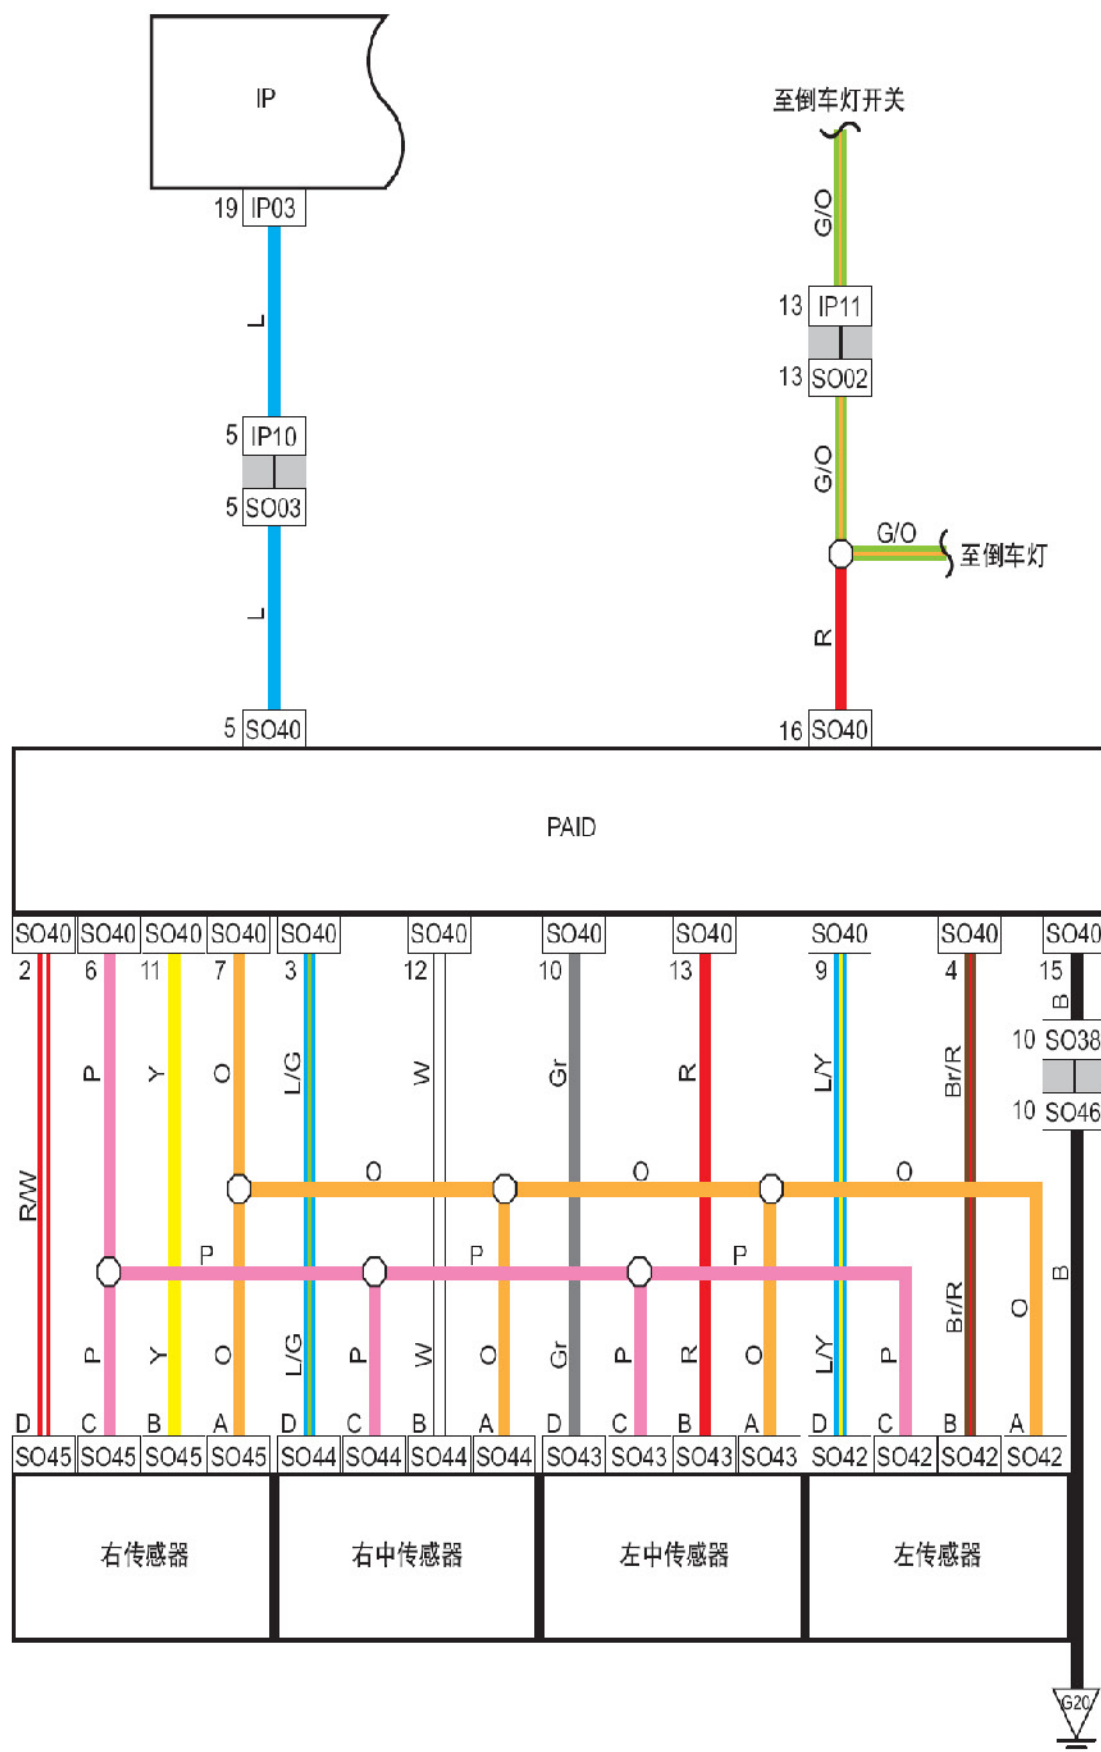 IP
至倒车灯开关
19 IP03
G/O
13 IP11
L
13 SO02
5 IP10
G/O
5 SO03
G/O
至倒车灯
L
R
5 SO40
16 SO40
PAID
SO40 SO40 SO40 SO40 SO40 SO40 SO40 SO40 SO40 SO40 SO40
2 6 11 7 3 12 10 13 9 4 15
B
10 SO38
P Y O L/G W Gr R L/Y Br/R
10 SO46
R/W O O O
P P P
B
Br/R O
P Y O L/G P W O Gr P R O L/Y P
D C B A D C B A D C B A D C B A
SO45 SO45 SO45 SO45 SO44 SO44 SO44 SO44 SO43 SO43 SO43 SO43 SO42 SO42 SO42 SO42
右传感器 右中传感器 左中传感器 左传感器
G20